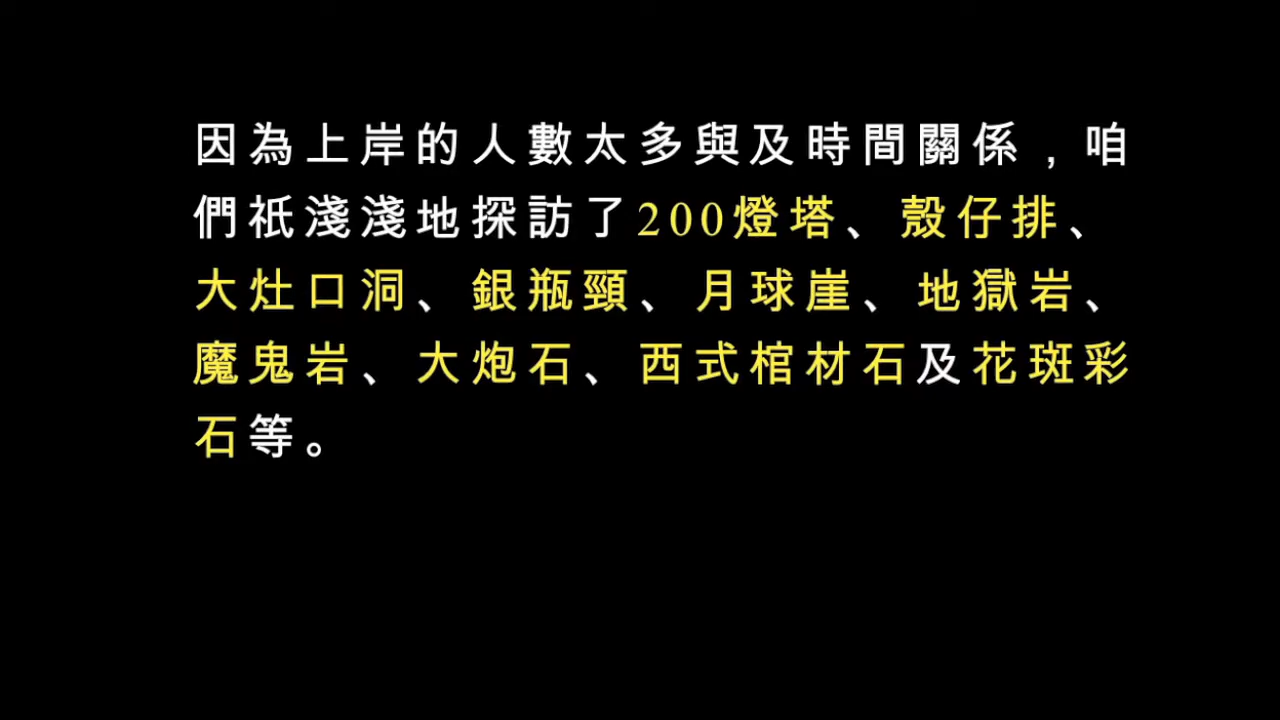 因為上岸的人數太多與及時間關係，咱
們祇淺淺地探訪了200燈塔、殼仔排、
大灶口洞、銀瓶頸、月球崖、地獄岩、
魔鬼岩、大炮石、西式棺材石及花斑彩
石等。